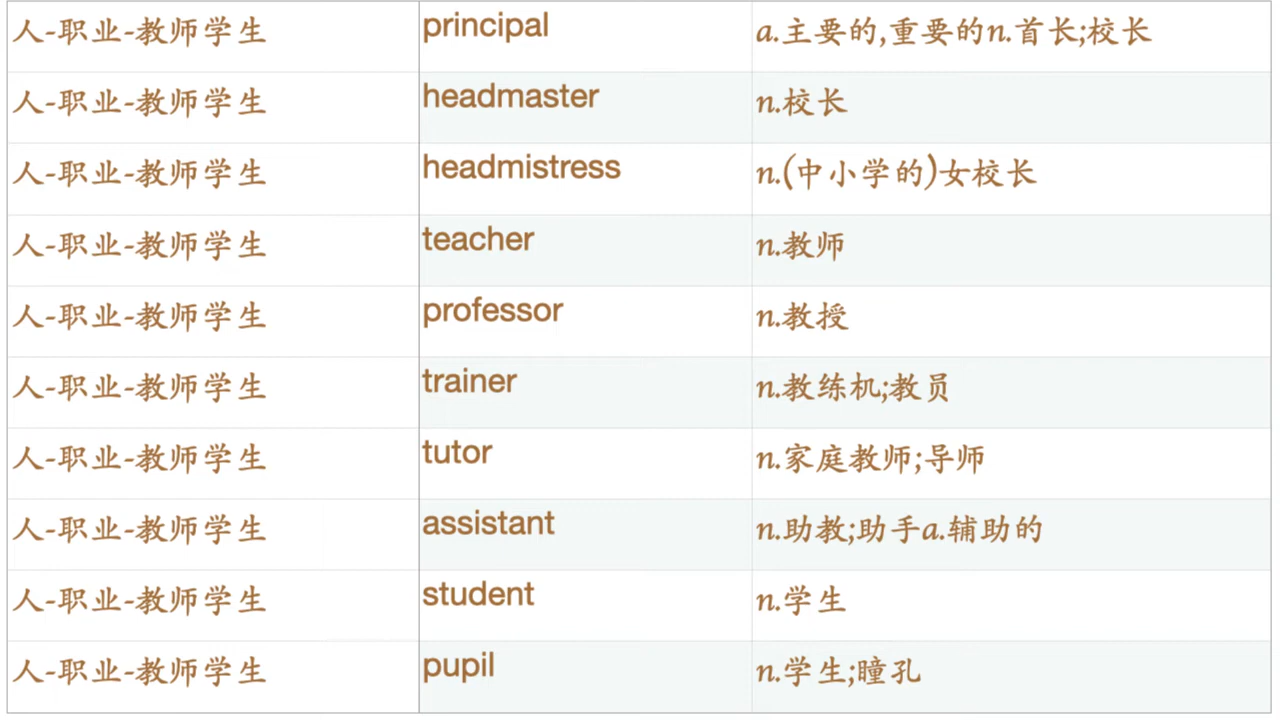 人-职业-教师学生 principal a.主要的,重要的n.首长;校长
人-职业-教师学生 headmaster n.校长
人-职业-教师学生 headmistress n.(中小学的)女校长
人-职业-教师学生 teacher n.教师
人-职业-教师学生 professor n.教授
人-职业-教师学生 trainer n.教练机;教员
人-职业-教师学生 tutor n.家庭教师;导师
人-职业-教师学生 assistant n.助教;助手a.辅助的
人-职业-教师学生 student n.学生
人-职业-教师学生 pupil n.学生;瞳孔